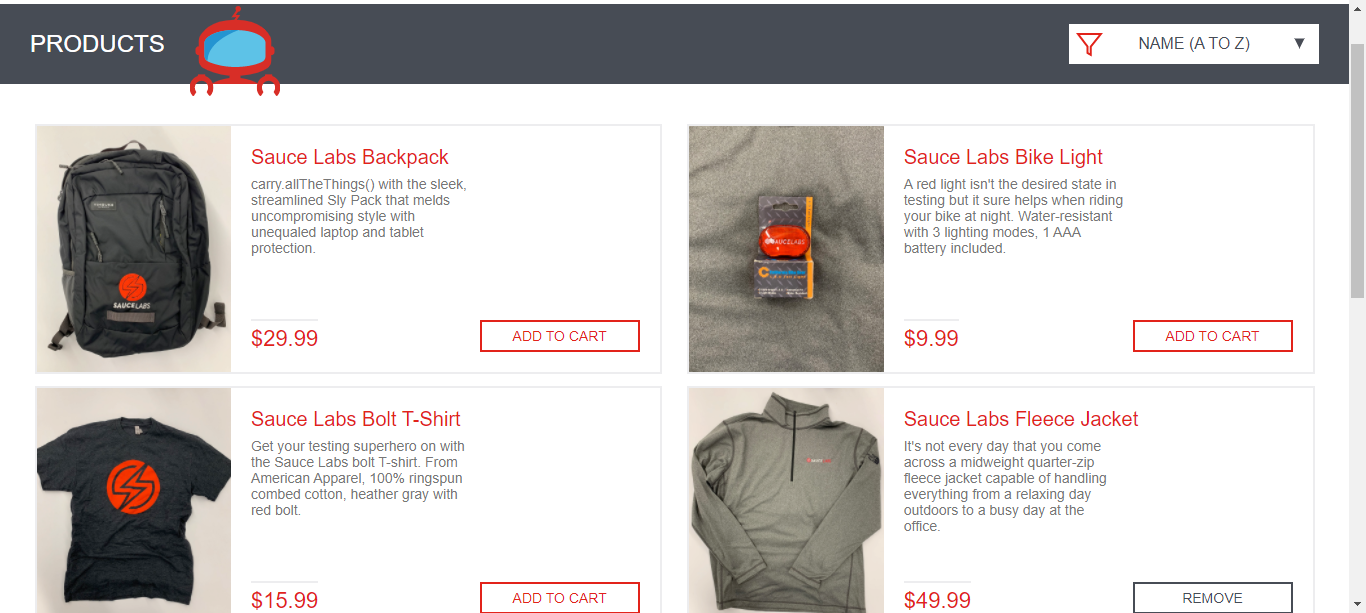 PRODUCTS
NAME (A TO Z)
Sauce Labs Backpack
carry.allTheThings() with the sleek,
streamlined Sly Pack that melds
uncompromising style with
unequaled laptop and tablet
protection.
$29.99
ADD TO CART
SAUCELABS
Sauce Labs Bike Light
A red light isn't the desired state in
testing but it sure helps when riding
your bike at night. Water-resistant
with 3 lighting modes, 1 AAA
battery included.
$9.99
ADD TO CART
SAUCELABS
Sauce Labs Bolt T-Shirt
Get your testing superhero on with
the Sauce Labs bolt T-shirt. From
American Apparel, 100% ringspun
combed cotton, heather gray with
red bolt.
$15.99
ADD TO CART
Sauce Labs Fleece Jacket
It's not every day that you come
across a midweight quarter-zip
fleece jacket capable of handling
everything from a relaxing day
outdoors to a busy day at the
office.
$49.99
REMOVE